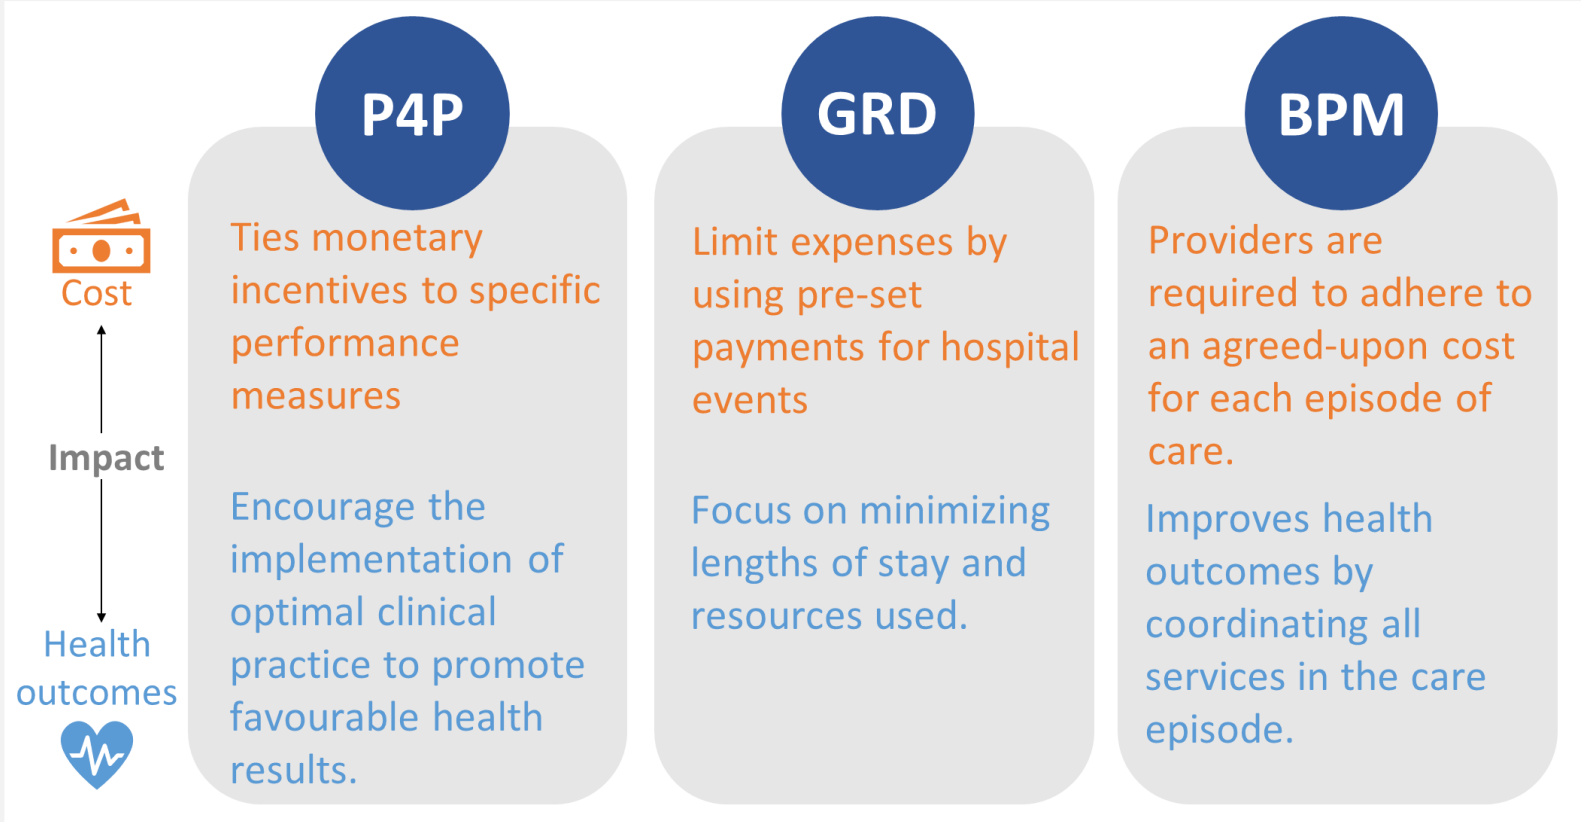 P4P
GRD
BPM
Cost
Impact
Health
outcomes
Ties monetary
incentives to specific
performance
measures
Encourage the
implementation of
optimal clinical
practice to promote
favourable health
results.
Limit expenses by
using pre-set
payments for hospital
events
Focus on minimizing
lengths of stay and
resources used.
Providers are
required to adhere to
an agreed-upon cost
for each episode of
care.
Improves health
outcomes by
coordinating all
services in the care
episode.